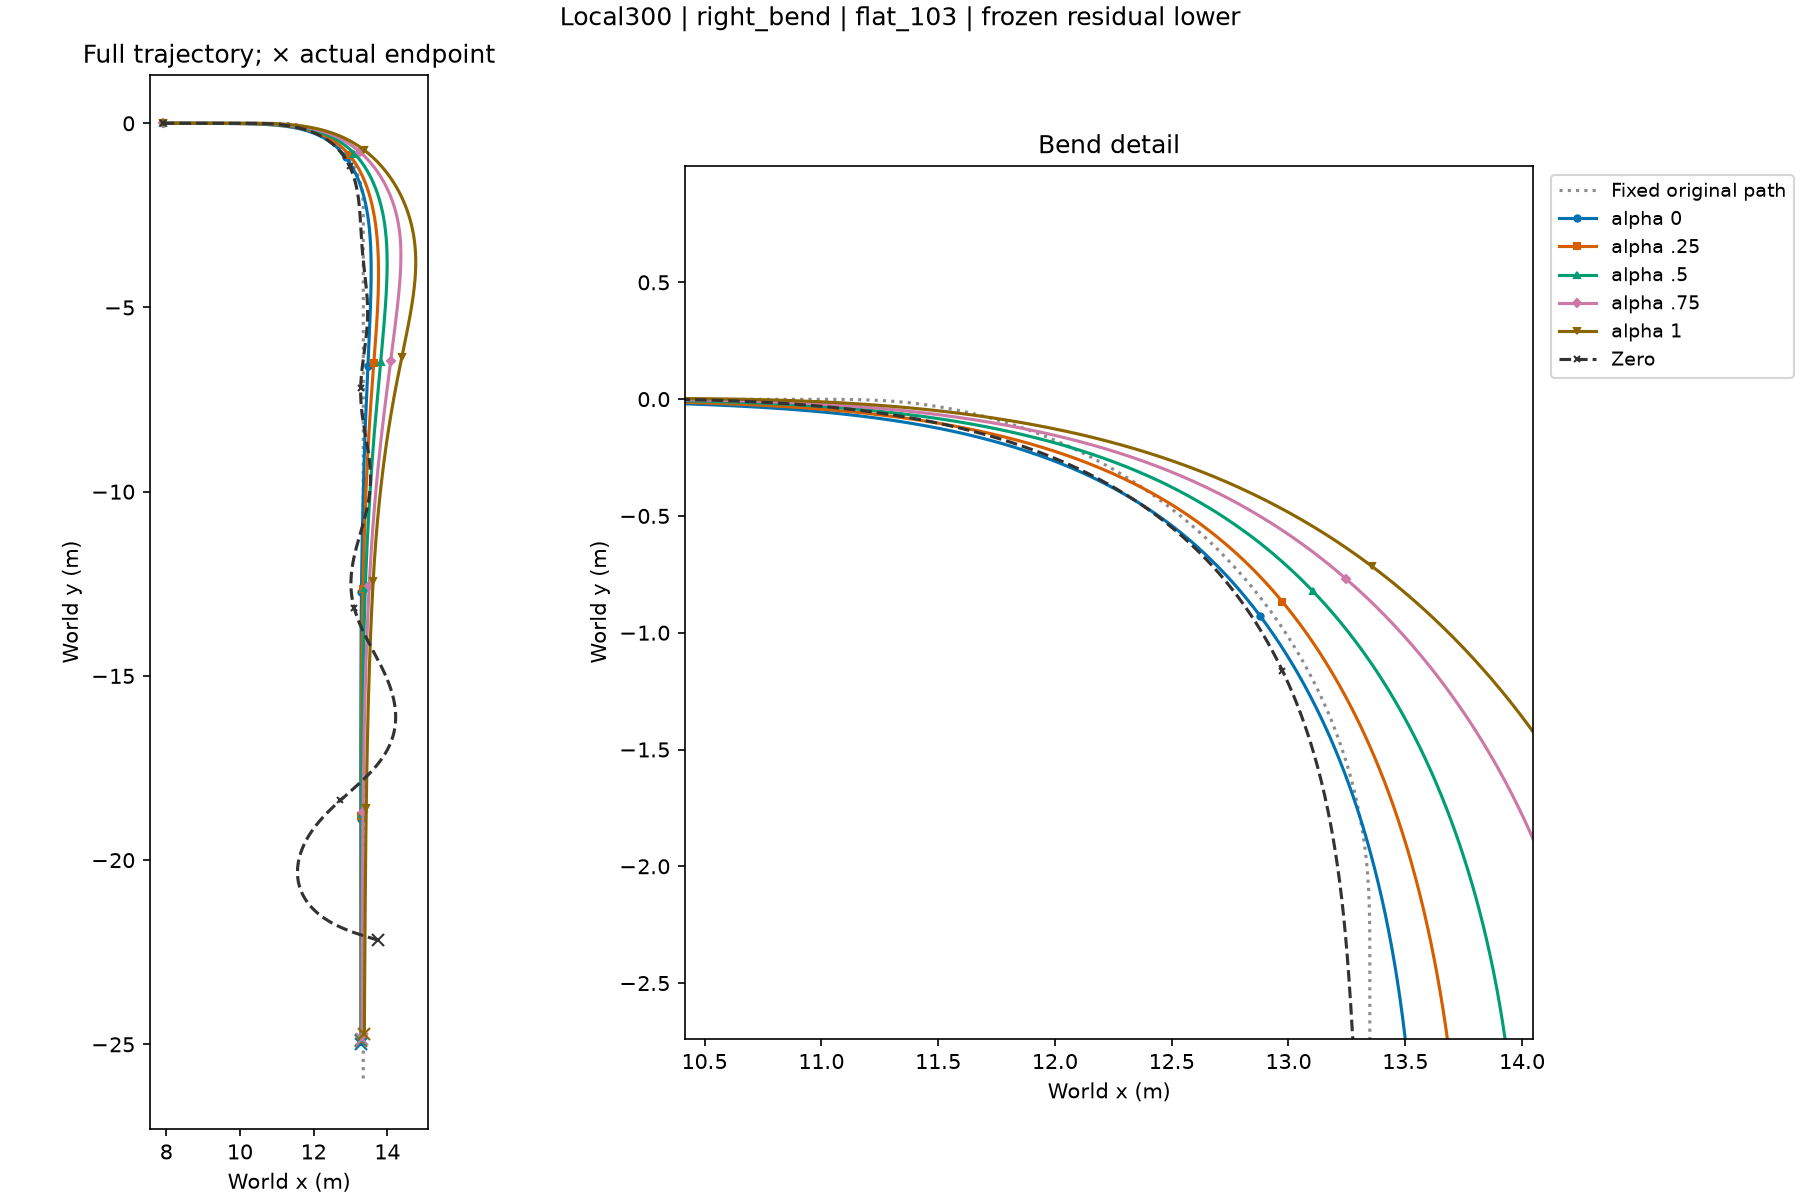 Local300 | right_bend | flat_103 | frozen residual lower
Full trajectory; × actual endpoint
World y (m)
0
−5
−10
−15
−20
−25
8
10
12
14
World x (m)
Bend detail
World y (m)
0.5
0.0
−0.5
−1.0
−1.5
−2.0
−2.5
10.5
11.0
11.5
12.0
12.5
13.0
13.5
14.0
World x (m)
Fixed original path
alpha 0
alpha .25
alpha .5
alpha .75
alpha 1
Zero